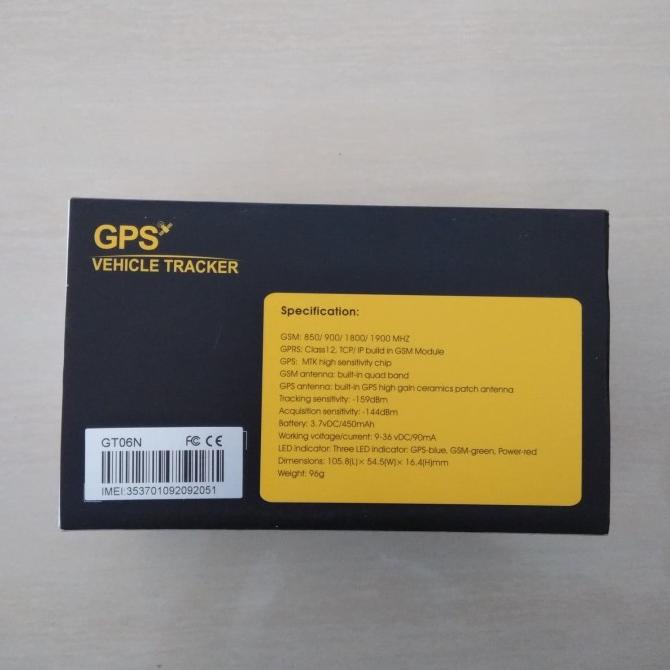 GPS
VEHICLE TRACKER
Specification:
GSM: 850/ 900/ 1800/ 1900 MHZ
GPRS: Class12, TCP/ IP build in GSM Module
GPS: MTK high sensitivity chip
GSM antenna: built-in quad band
GPS antenna: built-in GPS high gain ceramics patch antenna
Tracking sensitivity: -159dBm
Acquisition sensitivity: -144dBm
Battery: 3.7vDC/450mAh
Working voltage/current: 9-36 vDC/90mA
LED indicator: Three LED indicator: GPS-blue, GSM-green, Power-red
Dimensions: 105.8(L)× 54.5(W)× 16.4(H)mm
Weight: 96g
GT06N FC CE
IMEI:353701092092051